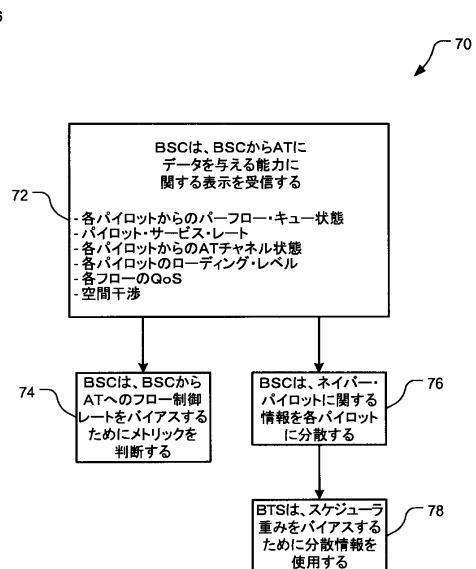 6
70
BSCは、BSCからATに
データを与える能力に
関する表示を受信する
72
- 各パイロットからのパーフロー・キュー状態
- パイロット・サービス・レート
- 各パイロットからのATチャネル状態
- 各パイロットのローディング・レベル
- 各フローのQoS
- 空間干渉
74
BSCは、BSCから
ATへのフロー制御
レートをバイアスする
ためにメトリックを
判断する
BSCは、ネイバー・
パイロットに関する
情報を各パイロット
に分散する
76
BTSは、スケジューラ
重みをバイアスする
ために分散情報を
使用する
78